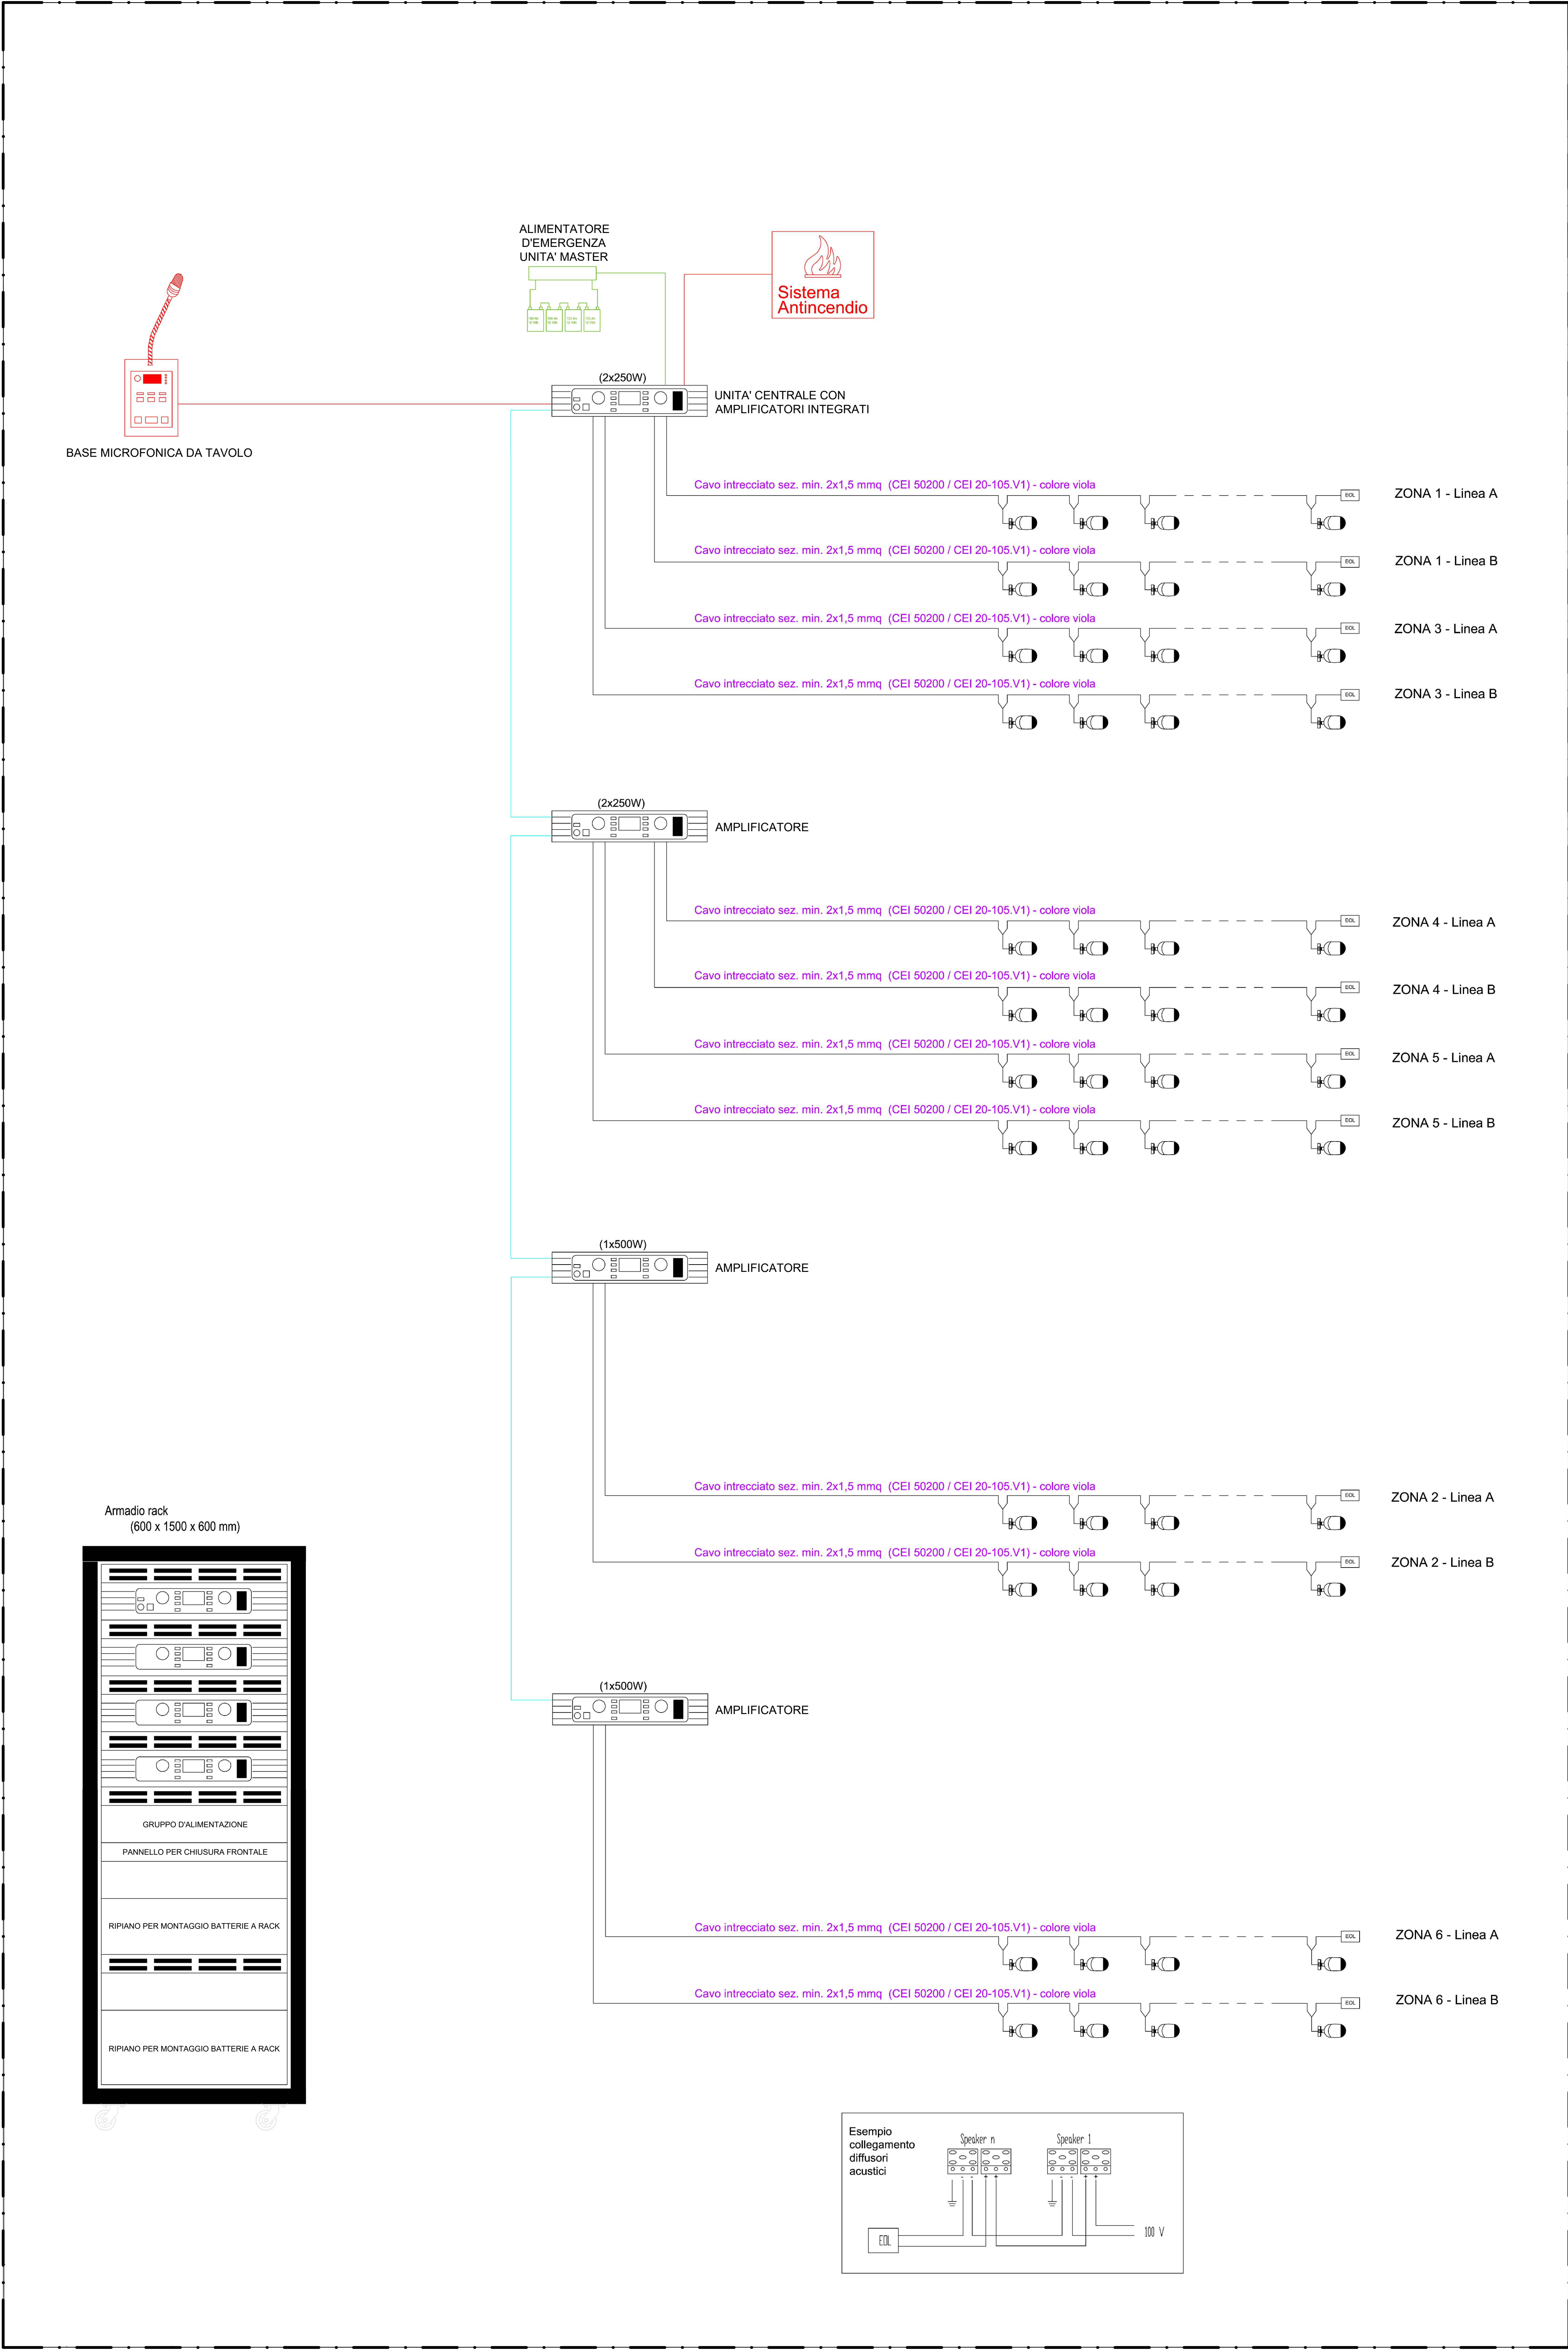 ALIMENTATORE
D'EMERGENZA
UNITA' MASTER
Sistema
Antincendio
BASE MICROFONICA DA TAVOLO
(2x250W)
UNITA' CENTRALE CON
AMPLIFICATORI INTEGRATI
Cavo intrecciato sez. min. 2x1,5 mmq (CEI 50200 / CEI 20-105.V1) - colore viola
EOL
ZONA 1 - Linea A
Cavo intrecciato sez. min. 2x1,5 mmq (CEI 50200 / CEI 20-105.V1) - colore viola
EOL
ZONA 1 - Linea B
Cavo intrecciato sez. min. 2x1,5 mmq (CEI 50200 / CEI 20-105.V1) - colore viola
EOL
ZONA 3 - Linea A
Cavo intrecciato sez. min. 2x1,5 mmq (CEI 50200 / CEI 20-105.V1) - colore viola
EOL
ZONA 3 - Linea B
(2x250W)
AMPLIFICATORE
Cavo intrecciato sez. min. 2x1,5 mmq (CEI 50200 / CEI 20-105.V1) - colore viola
EOL
ZONA 4 - Linea A
Cavo intrecciato sez. min. 2x1,5 mmq (CEI 50200 / CEI 20-105.V1) - colore viola
EOL
ZONA 4 - Linea B
Cavo intrecciato sez. min. 2x1,5 mmq (CEI 50200 / CEI 20-105.V1) - colore viola
EOL
ZONA 5 - Linea A
Cavo intrecciato sez. min. 2x1,5 mmq (CEI 50200 / CEI 20-105.V1) - colore viola
EOL
ZONA 5 - Linea B
(1x500W)
AMPLIFICATORE
Cavo intrecciato sez. min. 2x1,5 mmq (CEI 50200 / CEI 20-105.V1) - colore viola
EOL
ZONA 2 - Linea A
Cavo intrecciato sez. min. 2x1,5 mmq (CEI 50200 / CEI 20-105.V1) - colore viola
EOL
ZONA 2 - Linea B
(1x500W)
AMPLIFICATORE
Cavo intrecciato sez. min. 2x1,5 mmq (CEI 50200 / CEI 20-105.V1) - colore viola
EOL
ZONA 6 - Linea A
Cavo intrecciato sez. min. 2x1,5 mmq (CEI 50200 / CEI 20-105.V1) - colore viola
EOL
ZONA 6 - Linea B
Armadio rack
(600 x 1500 x 600 mm)
GRUPPO D'ALIMENTAZIONE
PANNELLO PER CHIUSURA FRONTALE
RIPIANO PER MONTAGGIO BATTERIE A RACK
RIPIANO PER MONTAGGIO BATTERIE A RACK
Esempio
collegamento
diffusori
acustici
Speaker n
Speaker 1
- - + +
- - + +
EOL
100 V